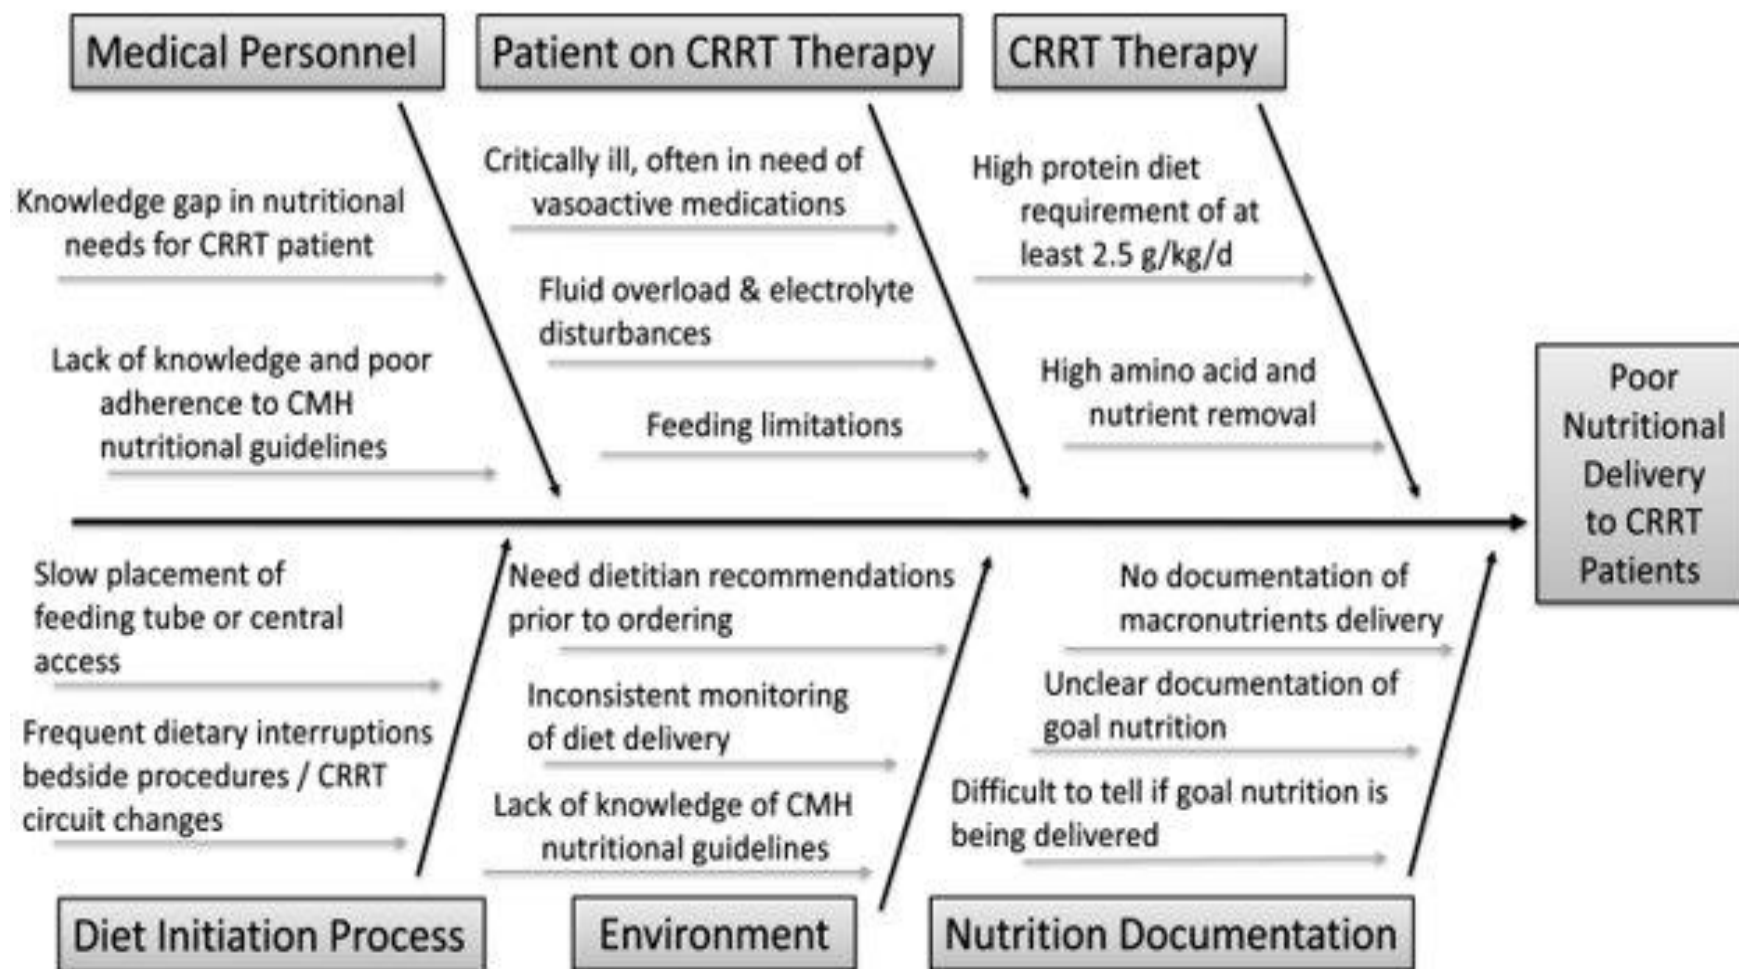 Medical Personnel
Patient on CRRT Therapy
CRRT Therapy
Knowledge gap in nutritional
needs for CRRT patient
Lack of knowledge and poor
adherence to CMH
nutritional guidelines
Critically ill, often in need of
vasoactive medications
Fluid overload & electrolyte
disturbances
Feeding limitations
High protein diet
requirement of at
least 2.5 g/kg/d
High amino acid and
nutrient removal
Poor
Nutritional
Delivery
to CRRT
Patients
Slow placement of
feeding tube or central
access
Frequent dietary interruptions
bedside procedures / CRRT
circuit changes
Need dietitian recommendations
prior to ordering
Inconsistent monitoring
of diet delivery
Lack of knowledge of CMH
nutritional guidelines
No documentation of
macronutrients delivery
Unclear documentation of
goal nutrition
Difficult to tell if goal nutrition is
being delivered
Diet Initiation Process
Environment
Nutrition Documentation